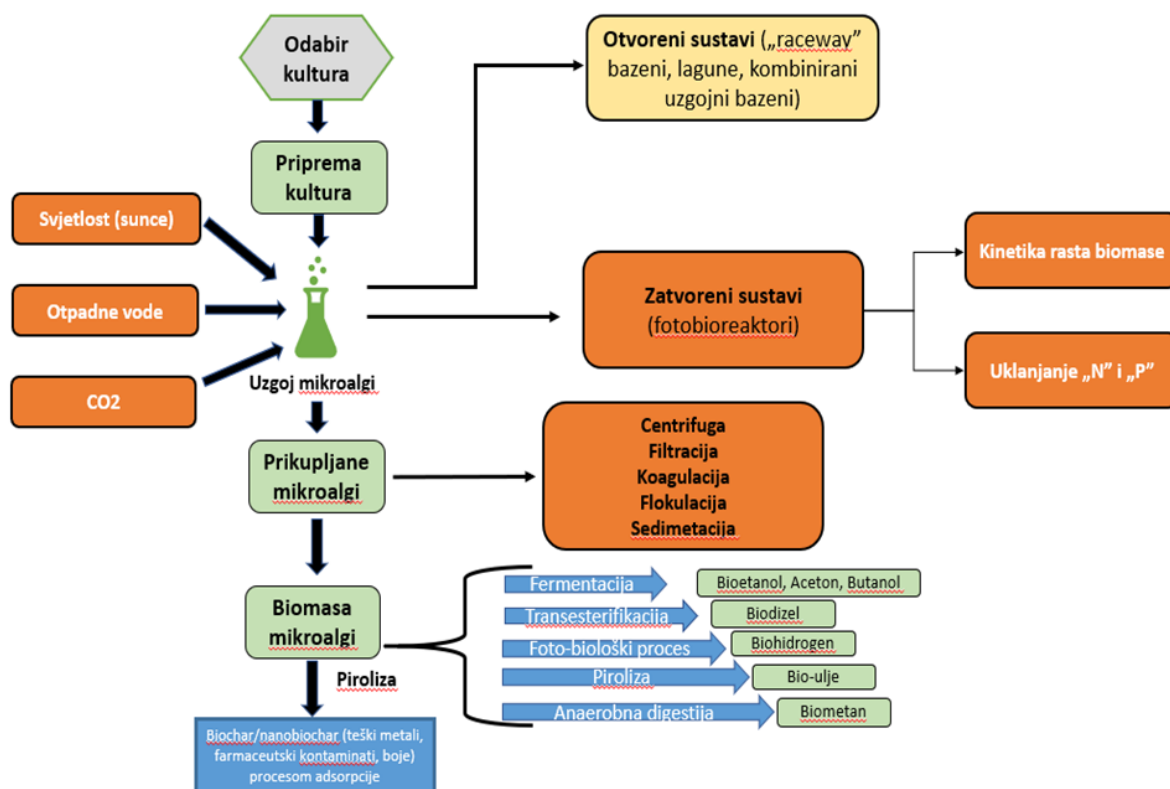 Odabir
kultura
Otvoreni sustavi („raceway”
bazeni, lagune, kombinirani
uzgojni bazeni)
Priprema
kultura
Svjetlost (sunce)
Otpadne vode
CO2
Uzgoj mikroalgi
Zatvoreni sustavi
(fotobioreaktori)
Kinetika rasta biomase
Uklanjanje „N” i „P”
Prikupljane
mikroalgi
Centrifuga
Filtracija
Koagulacija
Flokulacija
Sedimetacija
Biomasa
mikroalgi
Fermentacija
Bioetanol, Aceton, Butanol
Transesterifikacija
Biodizel
Foto-biološki proces
Biohidrogen
Piroliza
Bio-ulje
Anaerobna digestija
Biometan
Piroliza
Biochar/nanobiochar (teški metali,
farmaceutski kontaminati, boje)
procesom adsorpcije